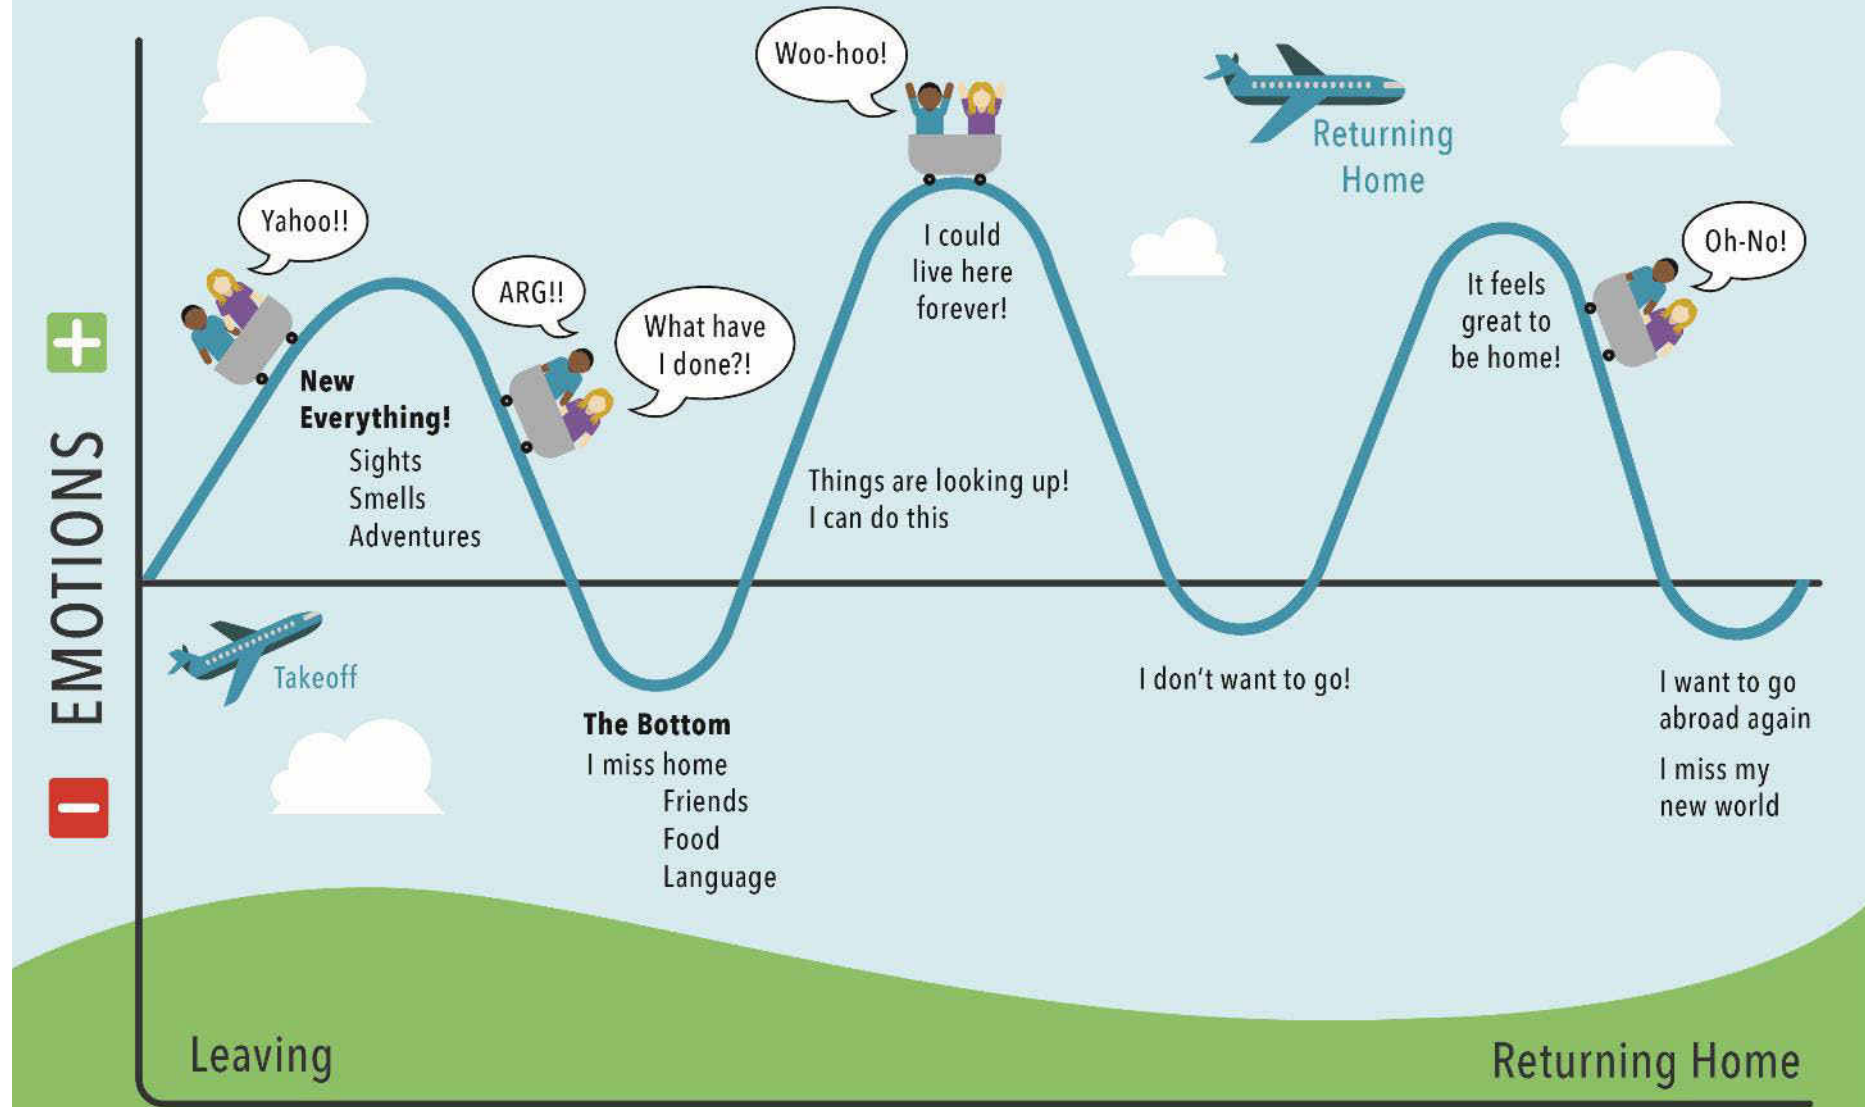 Woo-hoo!
Returning
Home
Yahoo!!
ARG!!
What have
I done?!
I could
live here
forever!
It feels
great to
be home!
Oh-No!
New
Everything!
Sights
Smells
Adventures
Things are looking up!
I can do this
EMOTIONS
Takeoff
The Bottom
I miss home
Friends
Food
Language
I don't want to go!
I want to go
abroad again
I miss my
new world
Leaving
Returning Home